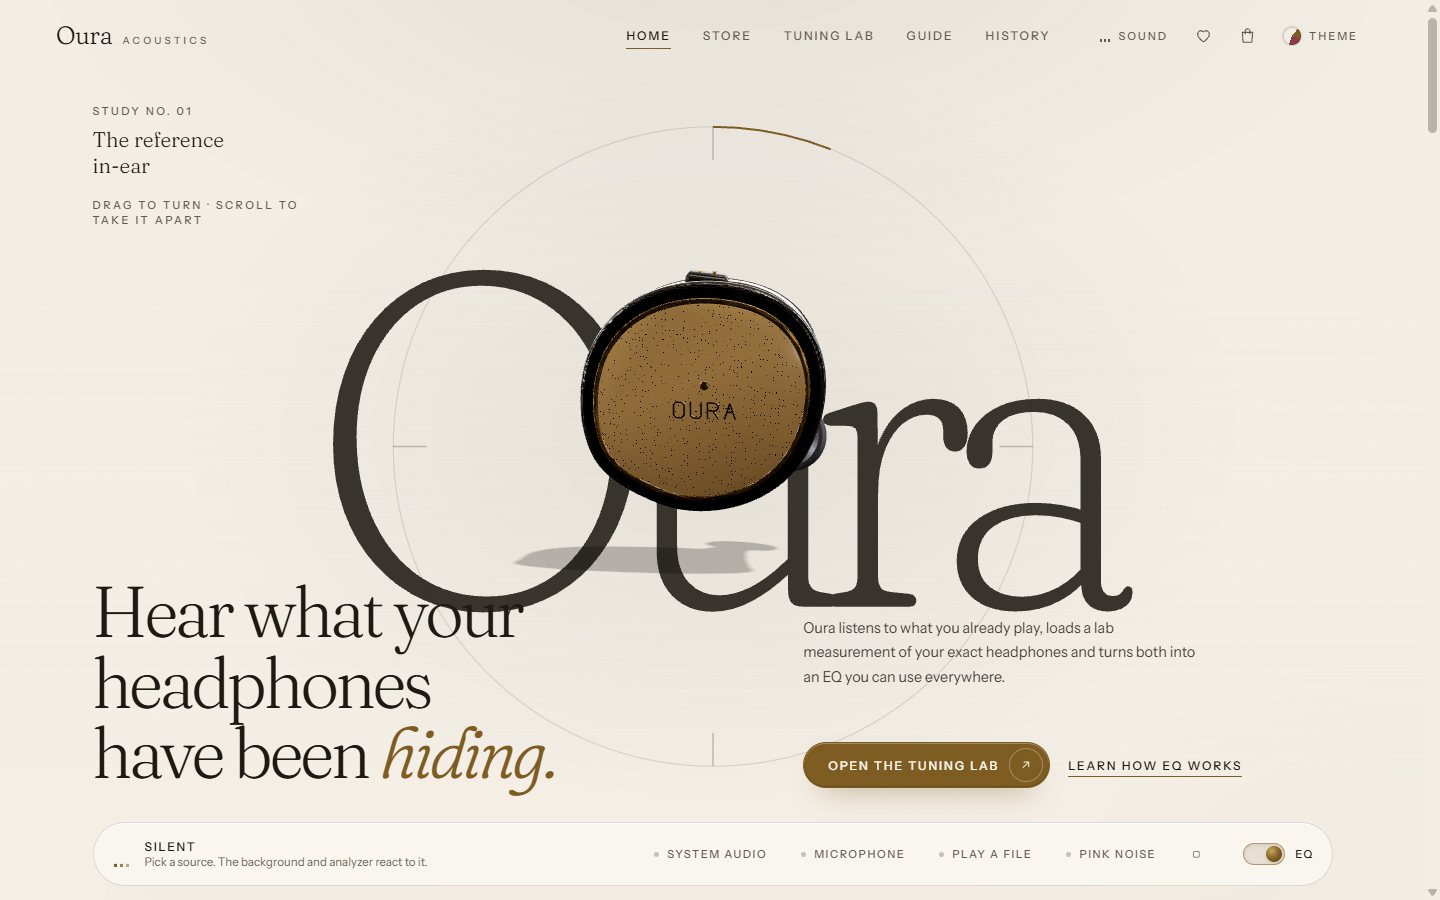 Oura ACOUSTICS
HOME STORE TUNING LAB GUIDE HISTORY SOUND THEME
STUDY NO. 01
The reference
in-ear
DRAG TO TURN · SCROLL TO
TAKE IT APART
Oura
OURA
Hear what your
headphones
have been hiding.
Oura listens to what you already play, loads a lab
measurement of your exact headphones and turns both into
an EQ you can use everywhere.
OPEN THE TUNING LAB LEARN HOW EQ WORKS
SILENT
Pick a source. The background and analyzer react to it.
SYSTEM AUDIO MICROPHONE PLAY A FILE PINK NOISE EQ